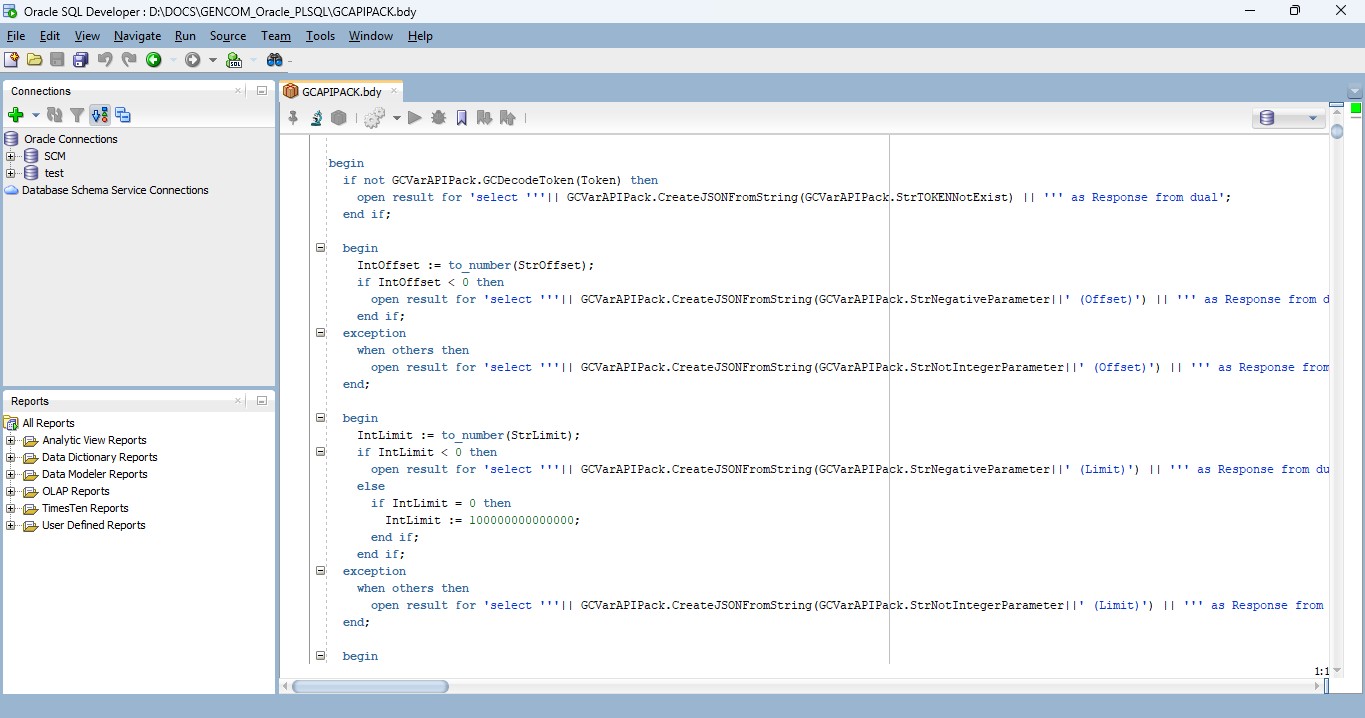 Oracle SQL Developer : D:\DOCS\GENCOM_Oracle_PLSQL\GCAPIPACK.bdy
File Edit View Navigate Run Source Team Tools Window Help
SQL
Connections
Oracle Connections
SCM
test
Database Schema Service Connections
Reports
All Reports
Analytic View Reports
Data Dictionary Reports
Data Modeler Reports
OLAP Reports
TimesTen Reports
User Defined Reports
GCAPIPACK.bdy
begin
if not GCVarAPIPack.GCDecodeToken(Token) then
open result for 'select '''|| GCVarAPIPack.CreateJSONFromString(GCVarAPIPack.StrTOKENNotExist) || ''' as Response from dual';
end if;
begin
IntOffset := to_number(StrOffset);
if IntOffset < 0 then
open result for 'select '''|| GCVarAPIPack.CreateJSONFromString(GCVarAPIPack.StrNegativeParameter||' (Offset)') || ''' as Response from d
end if;
exception
when others then
open result for 'select '''|| GCVarAPIPack.CreateJSONFromString(GCVarAPIPack.StrNotIntegerParameter||' (Offset)') || ''' as Response from
end;
begin
IntLimit := to_number(StrLimit);
if IntLimit < 0 then
open result for 'select '''|| GCVarAPIPack.CreateJSONFromString(GCVarAPIPack.StrNegativeParameter||' (Limit)') || ''' as Response from du
else
if IntLimit = 0 then
IntLimit := 100000000000000;
end if;
end if;
exception
when others then
open result for 'select '''|| GCVarAPIPack.CreateJSONFromString(GCVarAPIPack.StrNotIntegerParameter||' (Limit)') || ''' as Response from
end;
begin
1:1